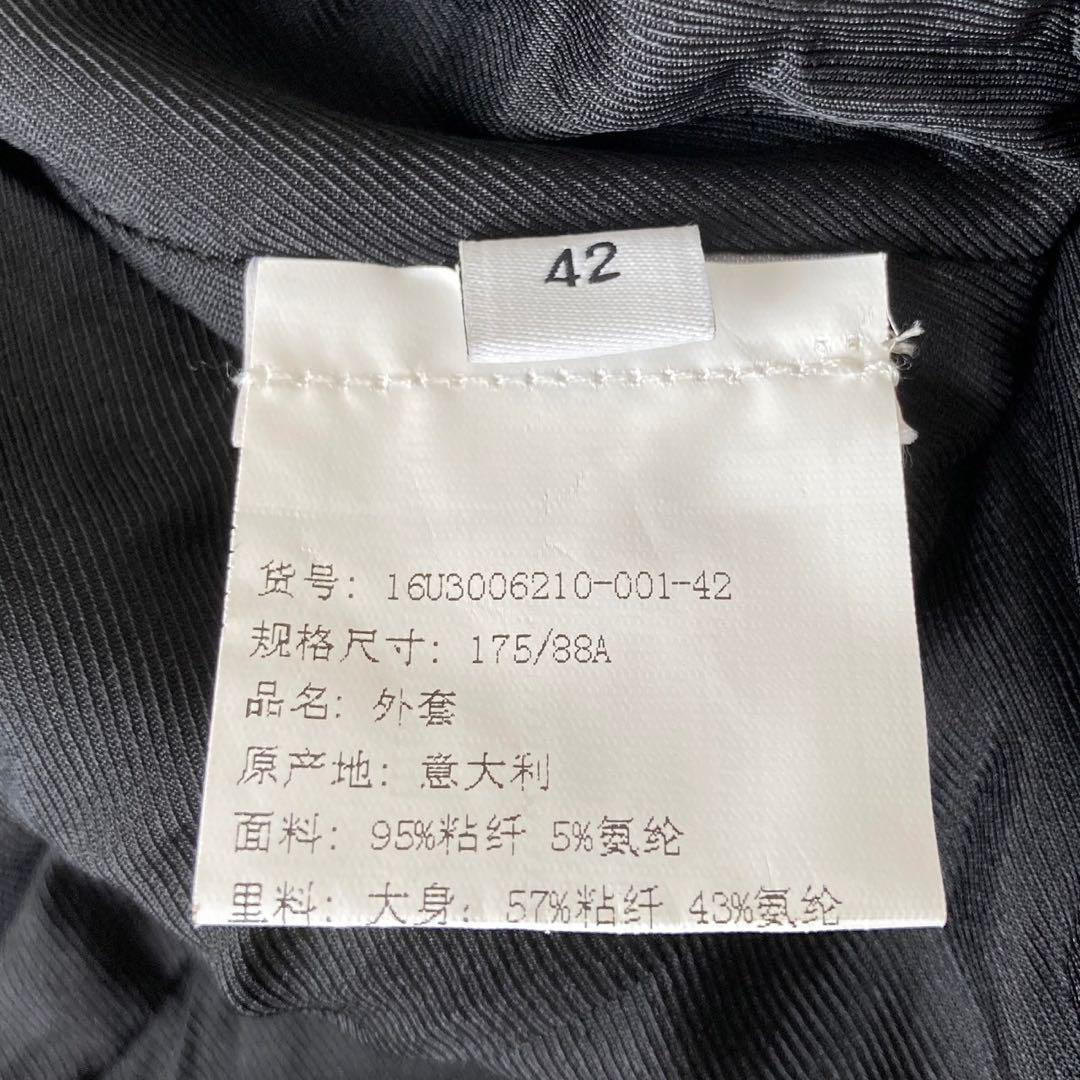 42
货号: 16U3006210-001-42
规格尺寸: 175/88A
品名: 外套
原产地: 意大利
面料: 95%粘纤 5%氨纶
里料: 大身: 57%粘纤 43%氨纶